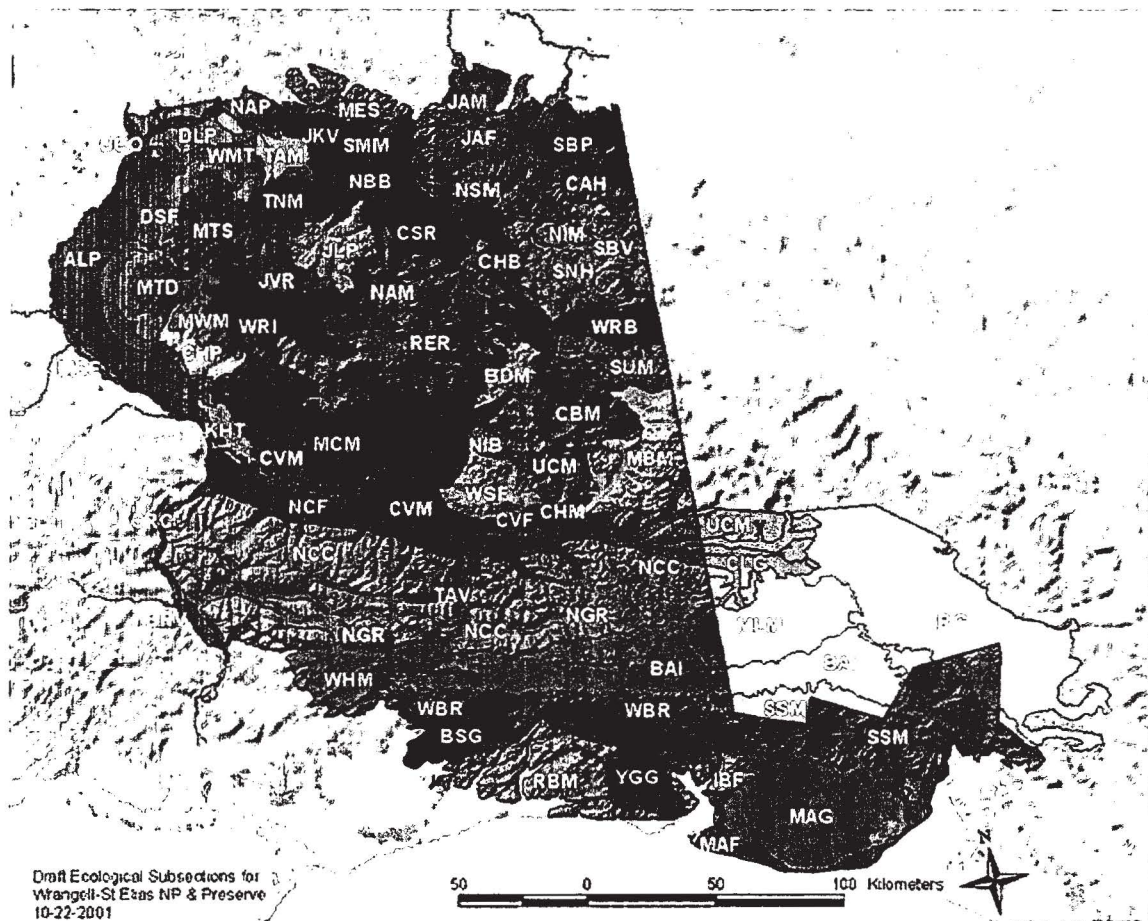 NAP
MES
JAM
DLP
JKV
JAF
WMT
TAM
SMM
SBP
NBB
NSM
CAH
TNM
DSF
MTS
CSR
NIM
SBV
ALP
JLP
CHB
SNH
MTD
JVR
NAM
MWM
WRI
WRB
RER
SUM
BDM
CBM
KHT
MCM
NIB
CVM
UCM
MBM
WSF
NCF
CVM
CVF
CHM
UCM
NCC
NCC
TAV
NGR
NGR
NCC
WHM
BAI
WBR
WBR
SSM
BSG
SSM
RBM
YGG
IBF
MAG
MAF
N
Draft Ecological Subsections for
Wrangell-St Elias NP & Preserve
10-22-2001
50 0 50 100 Kilometers